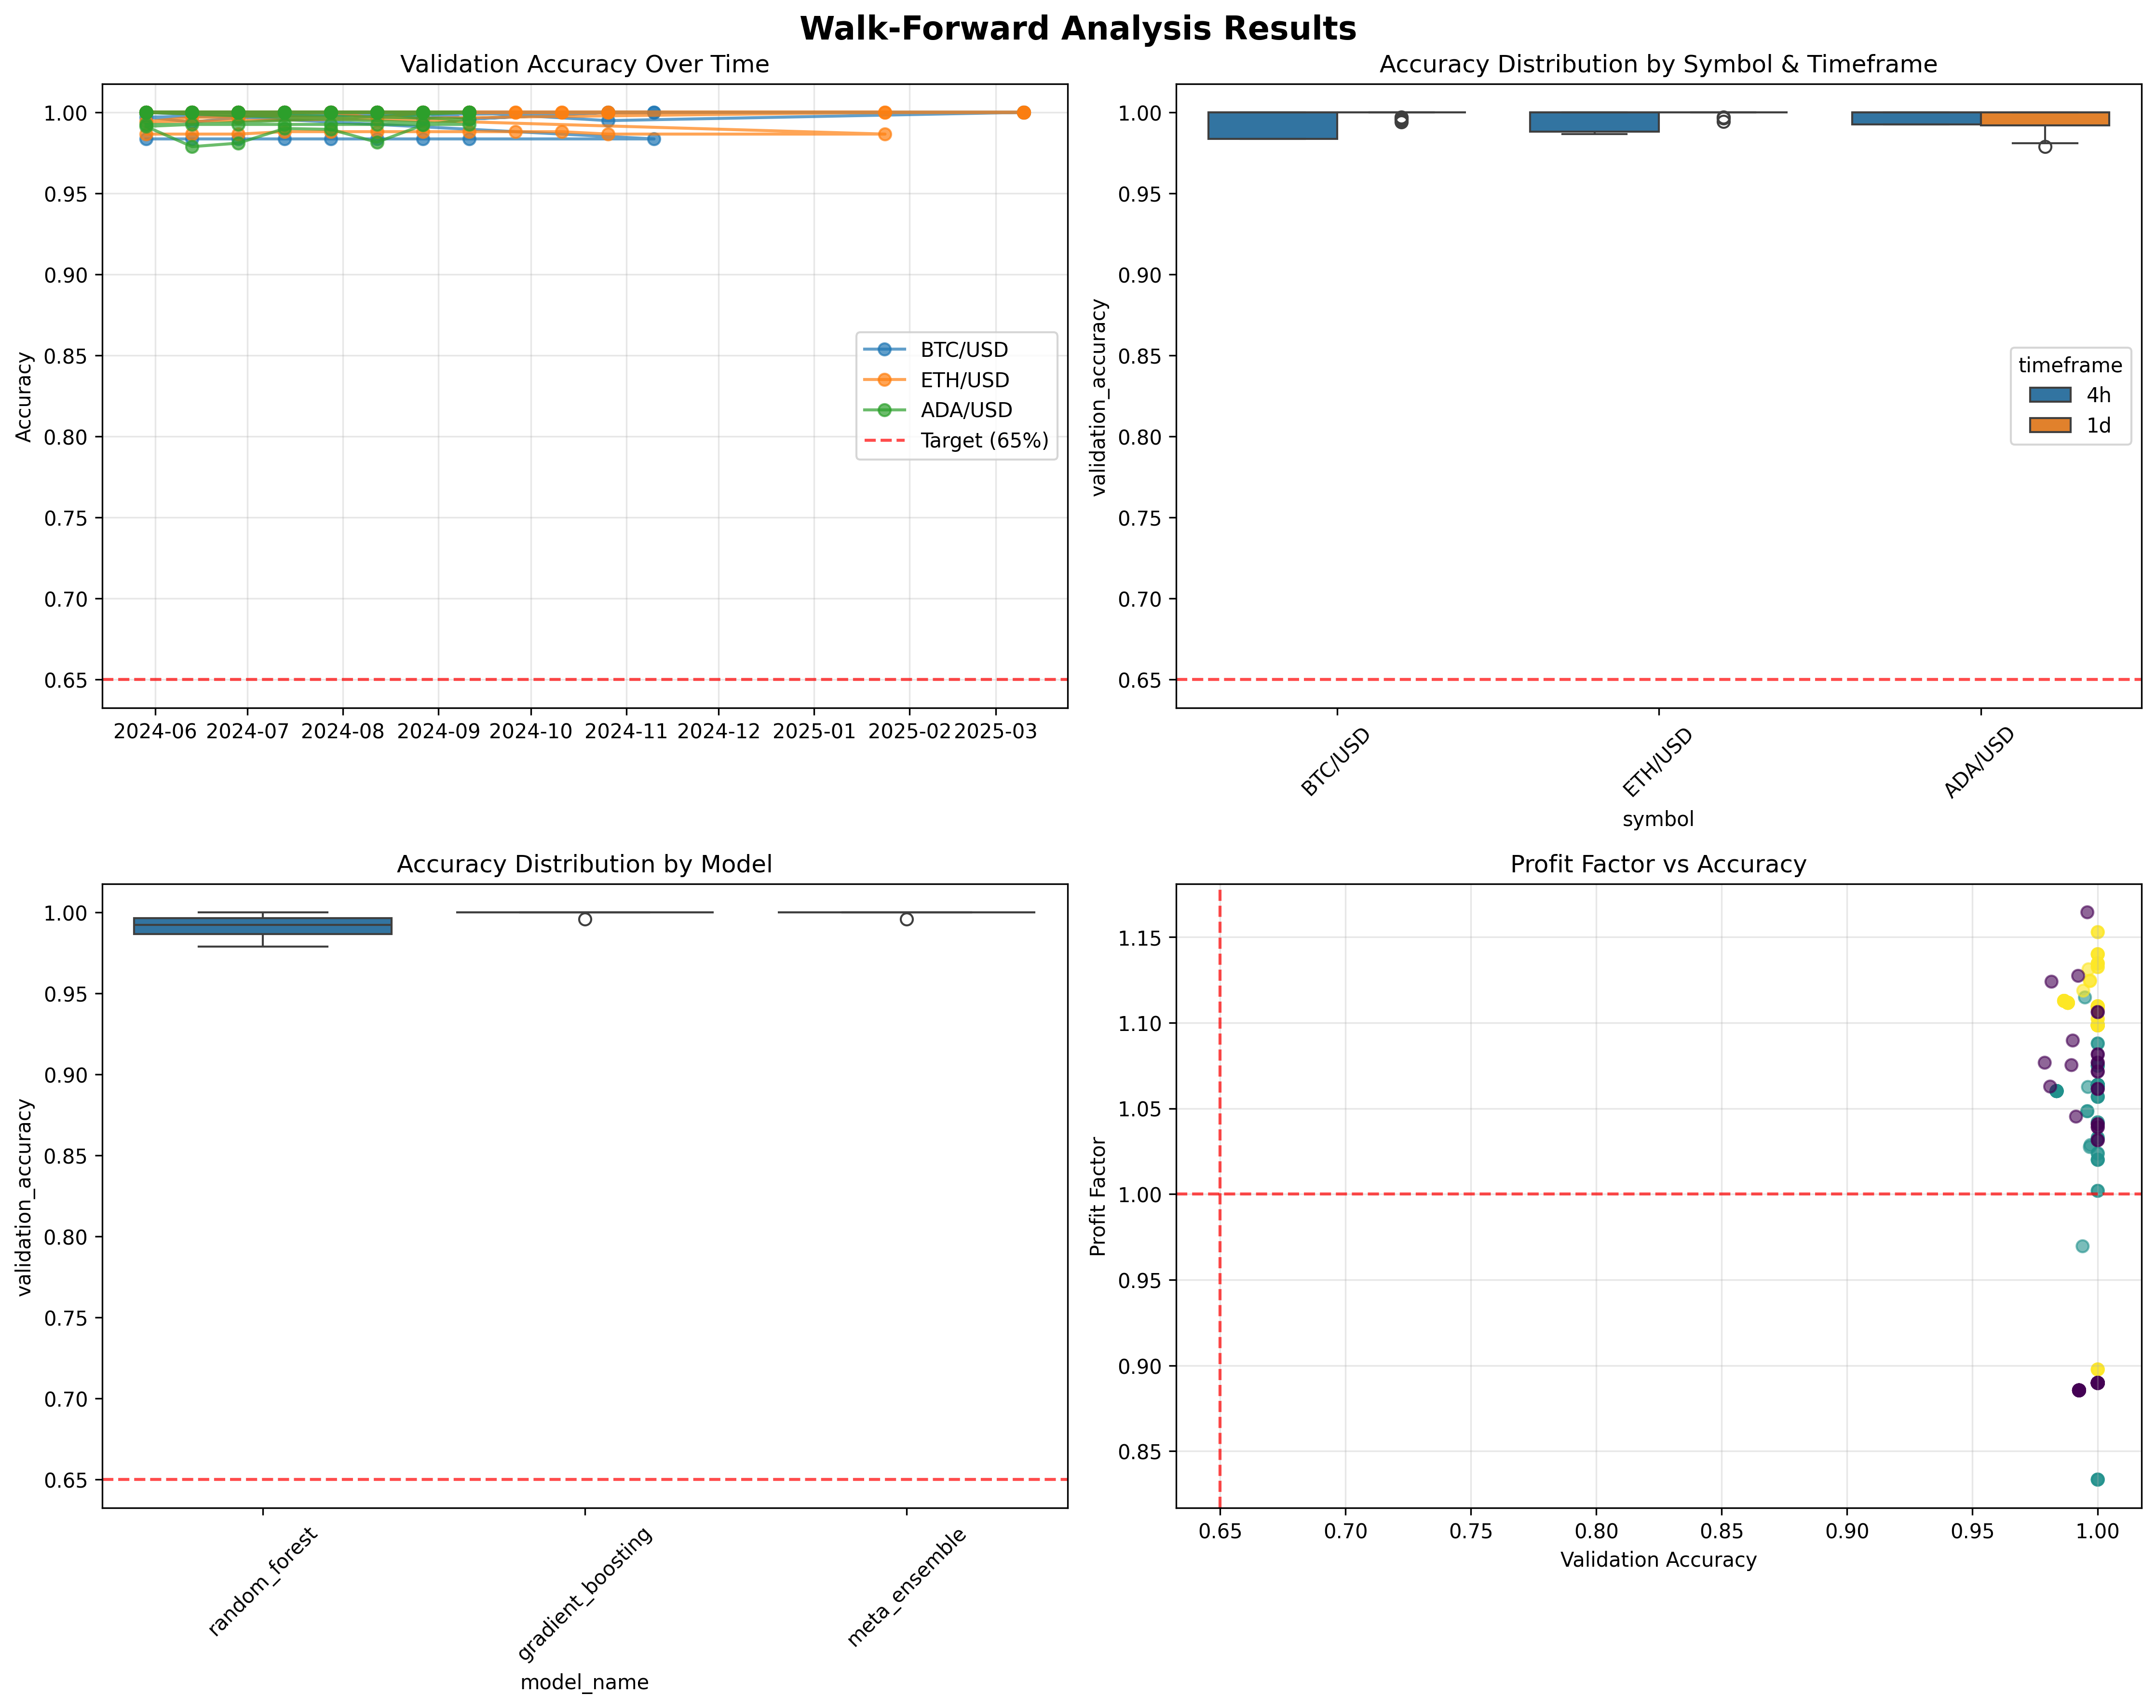 Walk-Forward Analysis Results
Validation Accuracy Over Time
Accuracy
1.00
0.95
0.90
0.85
0.80
0.75
0.70
0.65
2024-06 2024-07 2024-08 2024-09 2024-10 2024-11 2024-12 2025-01 2025-02 2025-03
BTC/USD
ETH/USD
ADA/USD
Target (65%)
Accuracy Distribution by Symbol & Timeframe
validation_accuracy
1.00
0.95
0.90
0.85
0.80
0.75
0.70
0.65
timeframe
4h
1d
BTC/USD ETH/USD ADA/USD
symbol
Accuracy Distribution by Model
validation_accuracy
1.00
0.95
0.90
0.85
0.80
0.75
0.70
0.65
random_forest gradient_boosting meta_ensemble
model_name
Profit Factor vs Accuracy
Profit Factor
1.15
1.10
1.05
1.00
0.95
0.90
0.85
0.65 0.70 0.75 0.80 0.85 0.90 0.95 1.00
Validation Accuracy